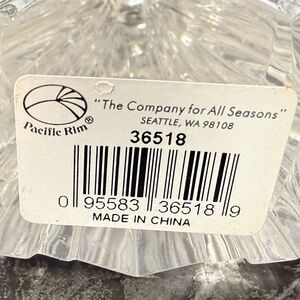 "The Company for All Seasons"
SEATTLE, WA 98108
Pacific Rim®
36518
0 95583 36518 9
MADE IN CHINA